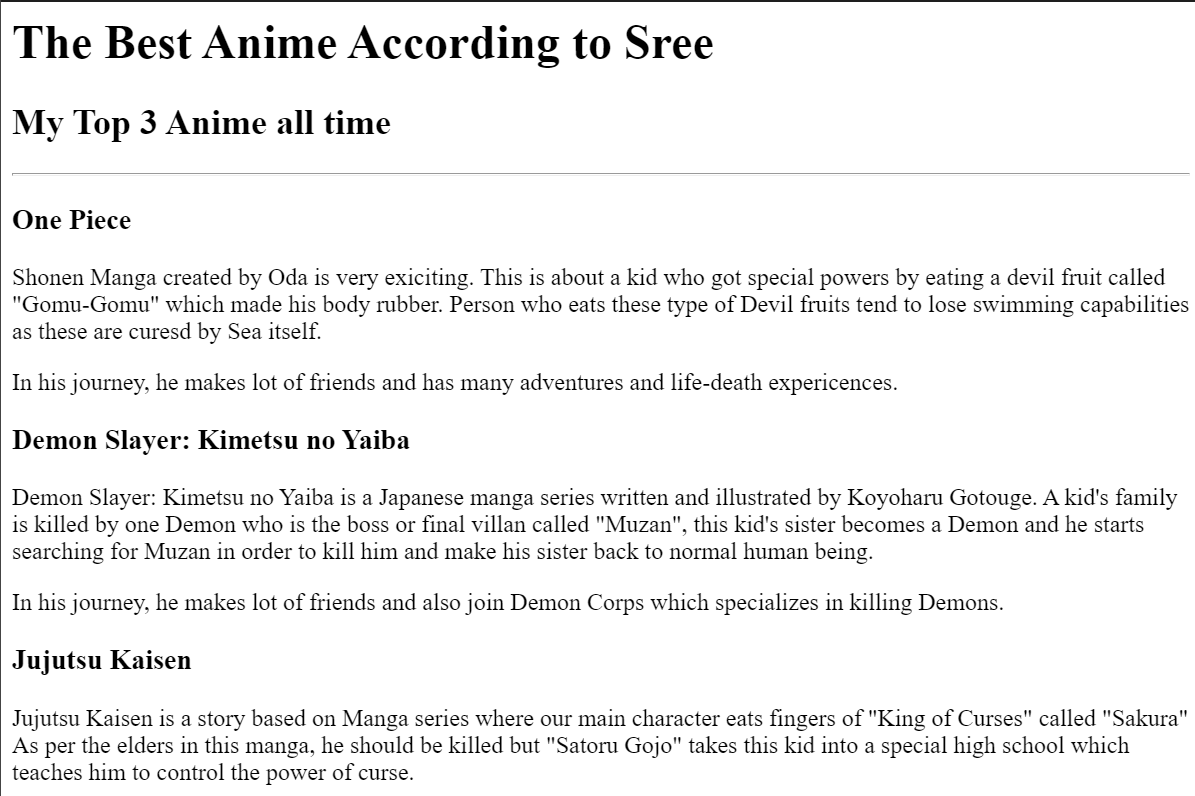 The Best Anime According to Sree
My Top 3 Anime all time
One Piece
Shonen Manga created by Oda is very exiciting. This is about a kid who got special powers by eating a devil fruit called
"Gomu-Gomu" which made his body rubber. Person who eats these type of Devil fruits tend to lose swimming capabilities
as these are curesd by Sea itself.
In his journey, he makes lot of friends and has many adventures and life-death expericences.
Demon Slayer: Kimetsu no Yaiba
Demon Slayer: Kimetsu no Yaiba is a Japanese manga series written and illustrated by Koyoharu Gotouge. A kid's family
is killed by one Demon who is the boss or final villan called "Muzan", this kid's sister becomes a Demon and he starts
searching for Muzan in order to kill him and make his sister back to normal human being.
In his journey, he makes lot of friends and also join Demon Corps which specializes in killing Demons.
Jujutsu Kaisen
Jujutsu Kaisen is a story based on Manga series where our main character eats fingers of "King of Curses" called "Sakura"
As per the elders in this manga, he should be killed but "Satoru Gojo" takes this kid into a special high school which
teaches him to control the power of curse.